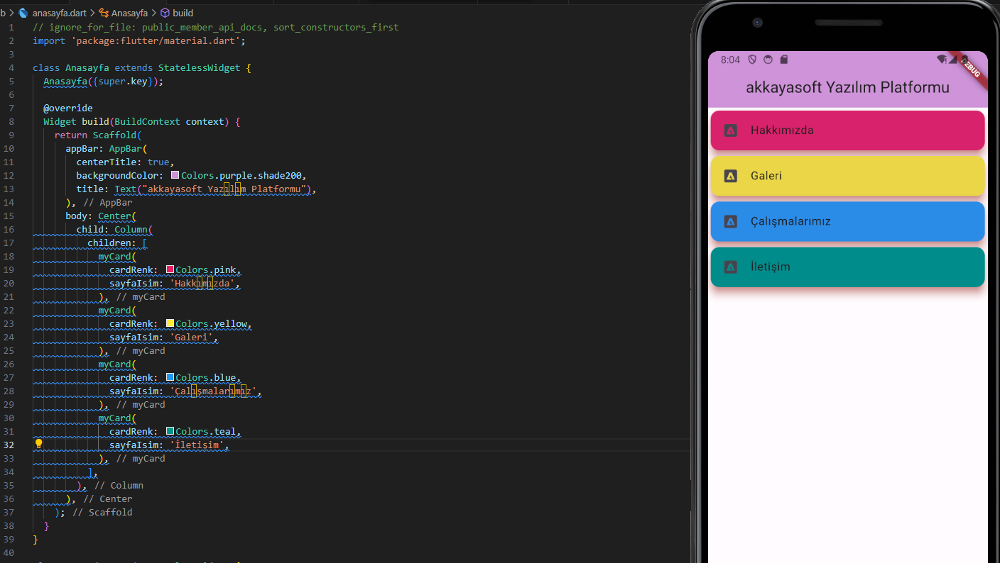 b > anasayfa.dart > Anasayfa > build
1 // ignore_for_file: public_member_api_docs, sort_constructors_first
2 import 'package:flutter/material.dart';
3
4 class Anasayfa extends StatelessWidget {
5 Anasayfa({super.key});
6
7 @override
8 Widget build(BuildContext context) {
9 return Scaffold(
10 appBar: AppBar(
11 centerTitle: true,
12 backgroundColor: Colors.purple.shade200,
13 title: Text("akkayasoft Yazılım Platformu"),
14 ), // AppBar
15 body: Center(
16 child: Column(
17 children: [
18 myCard(
19 cardRenk: Colors.pink,
20 sayfaIsim: 'Hakkımızda',
21 ), // myCard
22 myCard(
23 cardRenk: Colors.yellow,
24 sayfaIsim: 'Galeri',
25 ), // myCard
26 myCard(
27 cardRenk: Colors.blue,
28 sayfaIsim: 'Çalışmalarımız',
29 ), // myCard
30 myCard(
31 cardRenk: Colors.teal,
32 sayfaIsim: 'İletişim',
33 ), // myCard
34 ],
35 ), // Column
36 ), // Center
37 ); // Scaffold
38 }
39 }
40
8:04
DEBUG
akkayasoft Yazılım Platformu
Hakkımızda
Galeri
Çalışmalarımız
İletişim